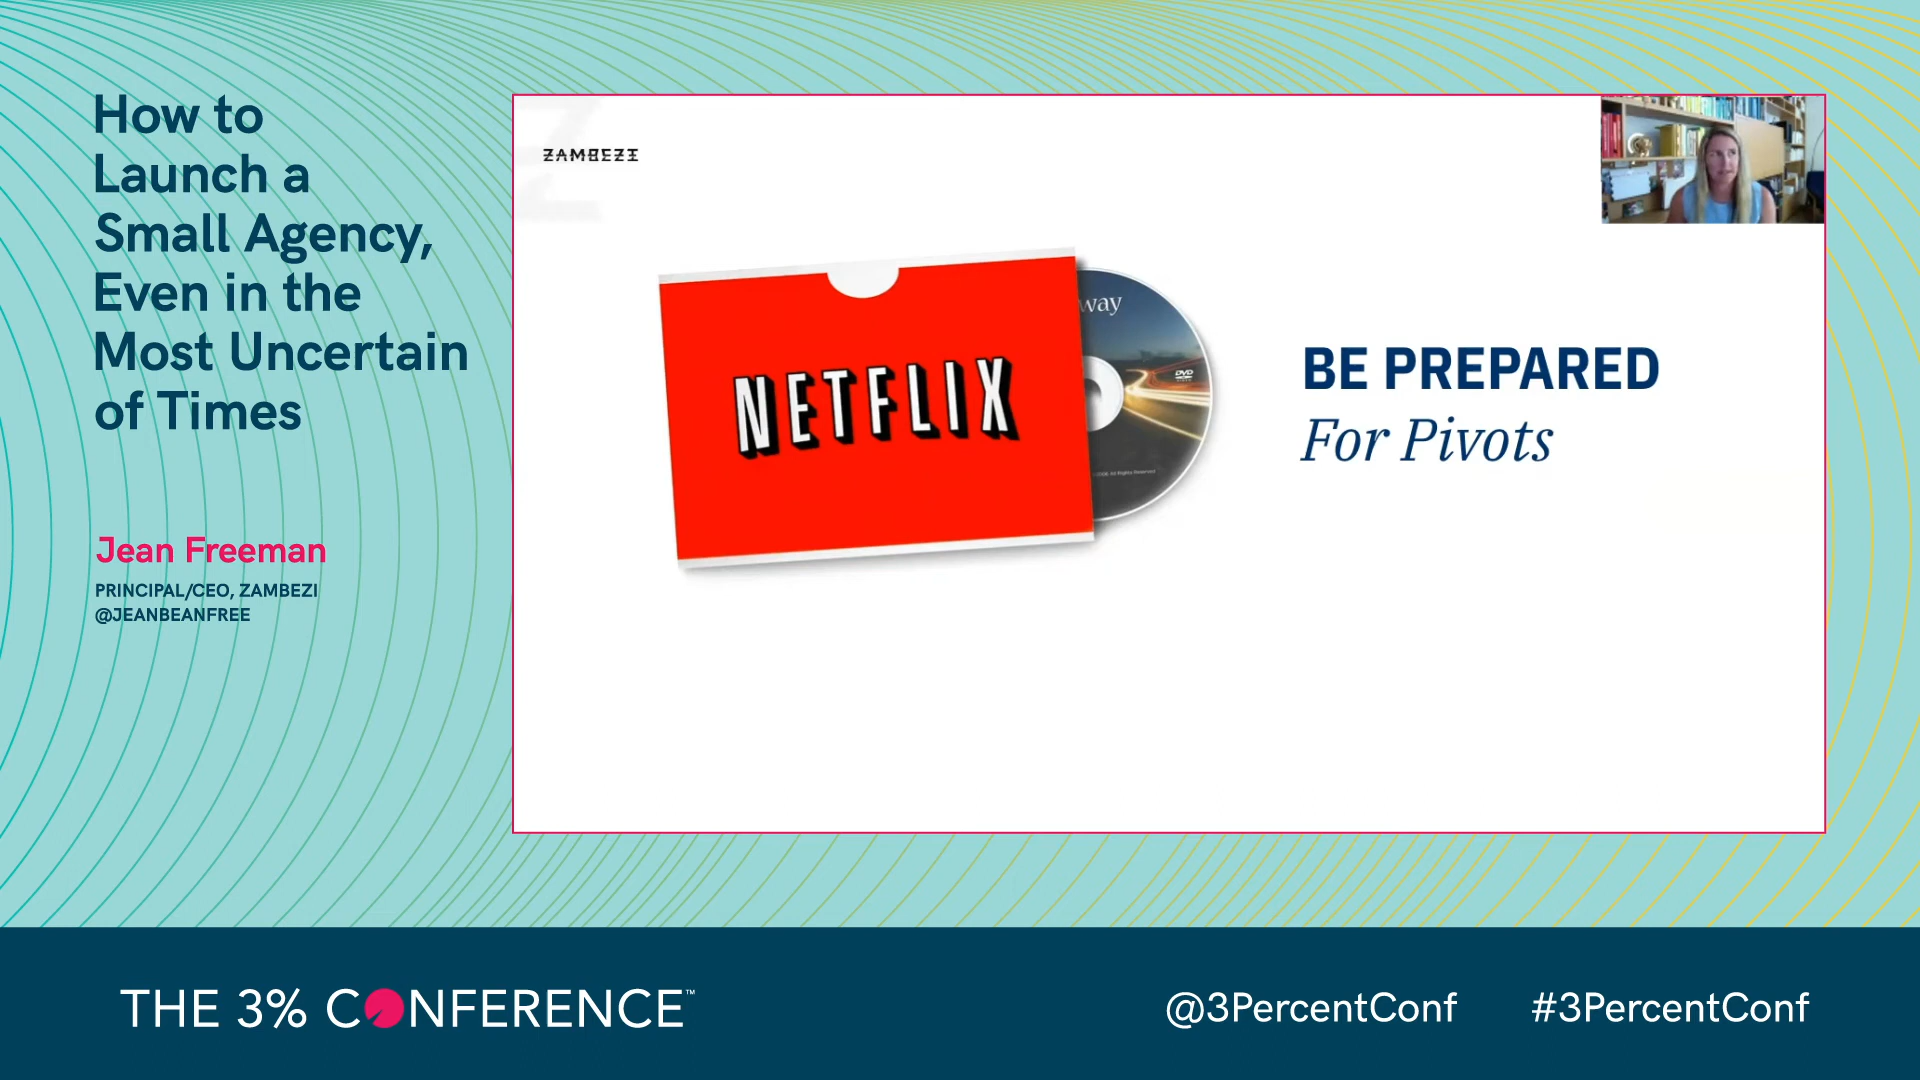 How to
Launch a
Small Agency,
Even in the
Most Uncertain
of Times
Jean Freeman
PRINCIPAL/CEO, ZAMBEZI
@JEANBEANFREE
ZAMBEZI
NETFLIX
way
DVD
BE PREPARED
For Pivots
THE 3% CONFERENCE™
@3PercentConf
#3PercentConf